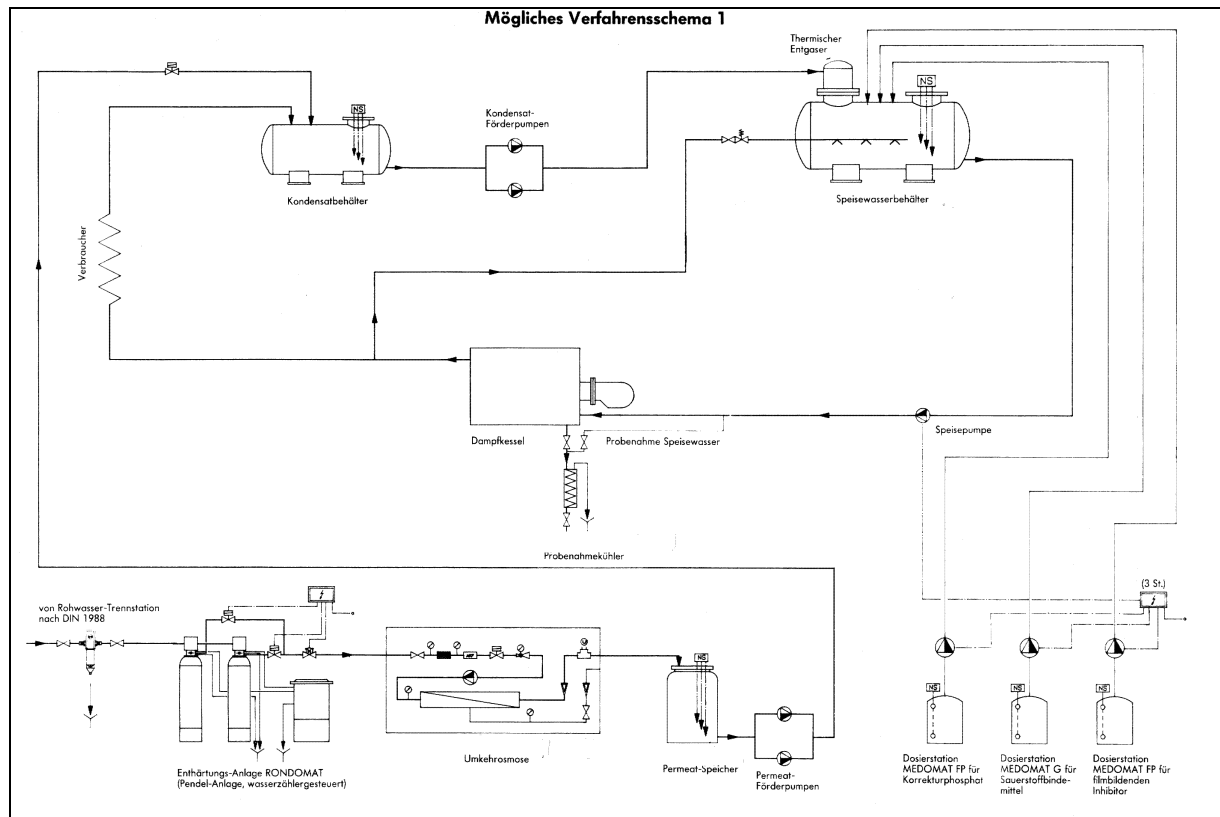 Mögliches Verfahrensschema 1
Thermischer
Entgaser
NS
NS
Kondensat-
Förderpumpen
Kondensatbehälter
Speisewasserbehälter
Verbraucher
Dampfkessel
Probenahme Speisewasser
Speisepumpe
Probenahmekühler
von Rohwasser-Trennstation
nach DIN 1988
(3 St.)
NS
NS
NS
NS
Umkehrosmose
Permeat-Speicher
Permeat-
Förderpumpen
Enthärtungs-Anlage RONDOMAT
(Pendel-Anlage, wasserzählergesteuert)
Dosierstation
MEDOMAT FP für
Korrekturphosphat
Dosierstation
MEDOMAT G für
Sauerstoffbinde-
mittel
Dosierstation
MEDOMAT FP für
filmbildenden
Inhibitor